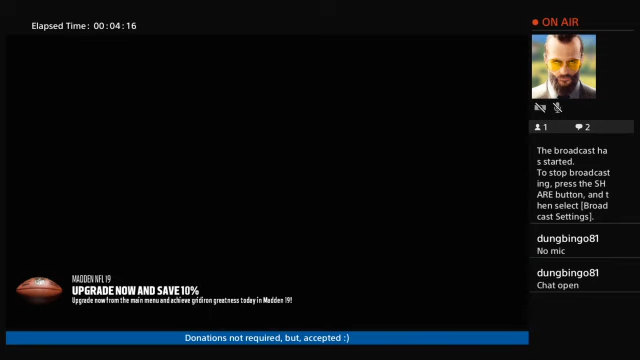 Elapsed Time: 00:04:16
ON AIR
1
2
The broadcast ha
s started.
To stop broadcast
ing, press the SH
ARE button, and t
hen select [Broad
cast Settings].
dungbingo81
No mic
dungbingo81
Chat open
MADDEN NFL 19
UPGRADE NOW AND SAVE 10%
Upgrade now from the main menu and achieve gridiron greatness today in Madden 19!
Donations not required, but, accepted :)